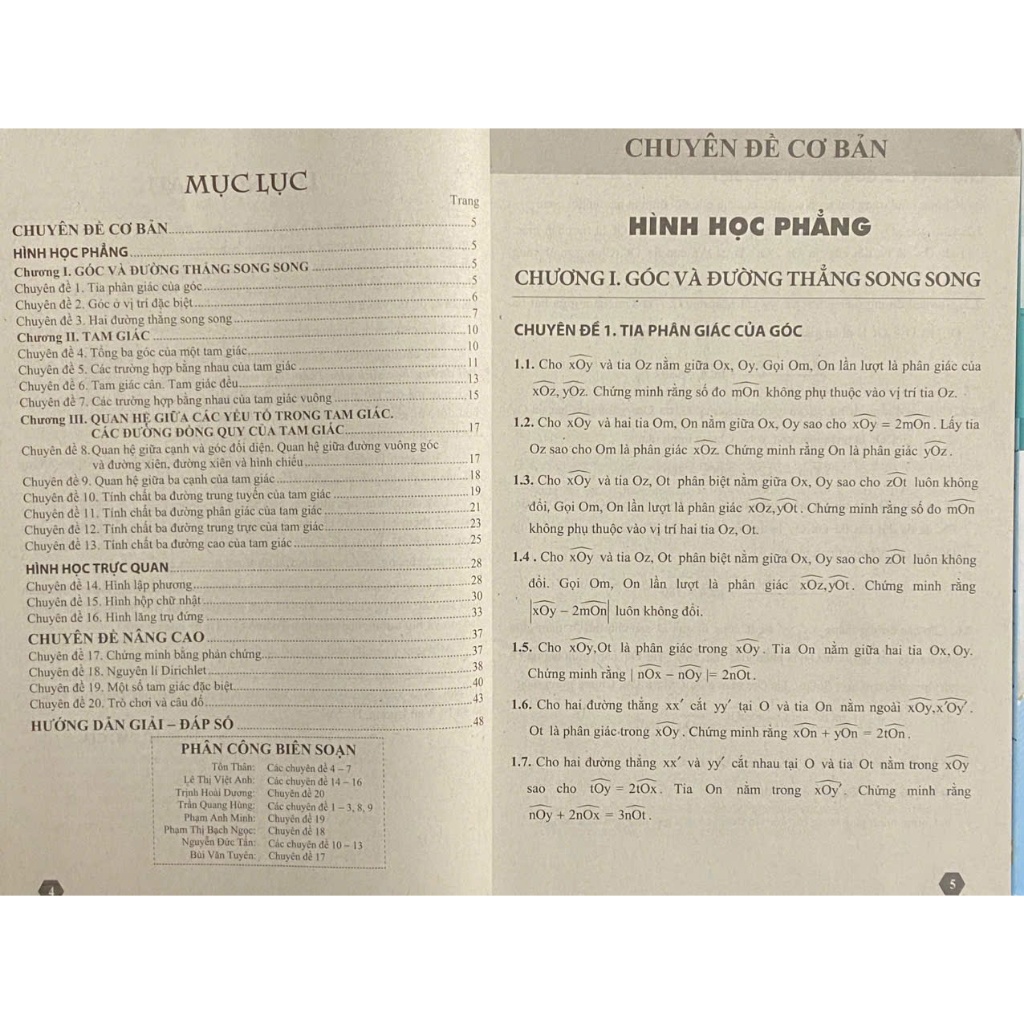 MỤC LỤC
Trang
CHUYÊN ĐỀ CƠ BẢN.......5
HÌNH HỌC PHẲNG.......5
Chương I. GÓC VÀ ĐƯỜNG THẲNG SONG SONG.......5
Chuyên đề 1. Tia phân giác của góc.......5
Chuyên đề 2. Góc ở vị trí đặc biệt.......6
Chuyên đề 3. Hai đường thẳng song song.......7
Chương II. TAM GIÁC.......10
Chuyên đề 4. Tổng ba góc của một tam giác.......10
Chuyên đề 5. Các trường hợp bằng nhau của tam giác.......11
Chuyên đề 6. Tam giác cân. Tam giác đều.......13
Chuyên đề 7. Các trường hợp bằng nhau của tam giác vuông.......15
Chương III. QUAN HỆ GIỮA CÁC YẾU TỐ TRONG TAM GIÁC.
CÁC ĐƯỜNG ĐỒNG QUY CỦA TAM GIÁC.......17
Chuyên đề 8. Quan hệ giữa cạnh và góc đối diện. Quan hệ giữa đường vuông góc
và đường xiên, đường xiên và hình chiếu.......17
Chuyên đề 9. Quan hệ giữa ba cạnh của tam giác.......18
Chuyên đề 10. Tính chất ba đường trung tuyến của tam giác.......19
Chuyên đề 11. Tính chất ba đường phân giác của tam giác.......21
Chuyên đề 12. Tính chất ba đường trung trực của tam giác.......23
Chuyên đề 13. Tính chất ba đường cao của tam giác.......25
HÌNH HỌC TRỰC QUAN.......28
Chuyên đề 14. Hình lập phương.......28
Chuyên đề 15. Hình hộp chữ nhật.......30
Chuyên đề 16. Hình lăng trụ đứng.......33
CHUYÊN ĐỀ NÂNG CAO.......37
Chuyên đề 17. Chứng minh bằng phản chứng.......37
Chuyên đề 18. Nguyên lí Dirichlet.......38
Chuyên đề 19. Một số tam giác đặc biệt.......40
Chuyên đề 20. Trò chơi và câu đố.......43
HƯỚNG DẪN GIẢI – ĐÁP SỐ.......48
PHÂN CÔNG BIÊN SOẠN
Tôn Thân: Các chuyên đề 4 – 7
Lê Thị Việt Anh: Các chuyên đề 14 – 16
Trịnh Hoài Dương: Chuyên đề 20
Trần Quang Hùng: Các chuyên đề 1 – 3, 8, 9
Phạm Anh Minh: Chuyên đề 19
Phạm Thị Bạch Ngọc: Chuyên đề 18
Nguyễn Đức Tấn: Các chuyên đề 10 – 13
Bùi Văn Tuyên: Chuyên đề 17
4
CHUYÊN ĐỀ CƠ BẢN
HÌNH HỌC PHẲNG
CHƯƠNG I. GÓC VÀ ĐƯỜNG THẲNG SONG SONG
CHUYÊN ĐỀ 1. TIA PHÂN GIÁC CỦA GÓC
1.1. Cho xOy và tia Oz nằm giữa Ox, Oy. Gọi Om, On lần lượt là phân giác của
xOz, yOz. Chứng minh rằng số đo mOn không phụ thuộc vào vị trí tia Oz.
1.2. Cho xOy và hai tia Om, On nằm giữa Ox, Oy sao cho xOy = 2mOn. Lấy tia
Oz sao cho Om là phân giác xOz. Chứng minh rằng On là phân giác yOz.
1.3. Cho xOy và tia Oz, Ot phân biệt nằm giữa Ox, Oy sao cho zOt luôn không
đổi, Gọi Om, On lần lượt là phân giác xOz, yOt. Chứng minh rằng số đo mOn
không phụ thuộc vào vị trí hai tia Oz, Ot.
1.4 . Cho xOy và tia Oz, Ot phân biệt nằm giữa Ox, Oy sao cho zOt luôn không
đổi. Gọi Om, On lần lượt là phân giác xOz, yOt. Chứng minh rằng
|xOy − 2mOn| luôn không đổi.
1.5. Cho xOy, Ot là phân giác trong xOy. Tia On nằm giữa hai tia Ox, Oy.
Chứng minh rằng | nOx − nOy |= 2nOt.
1.6. Cho hai đường thẳng xx′ cắt yy′ tại O và tia On nằm ngoài xOy, x′Oy′.
Ot là phân giác trong xOy. Chứng minh rằng xOn + yOn = 2tOn.
1.7. Cho hai đường thẳng xx′ và yy′ cắt nhau tại O và tia Ot nằm trong xOy
sao cho tOy = 2tOx. Tia On nằm trong xOy′. Chứng minh rằng
nOy + 2nOx = 3nOt.
5